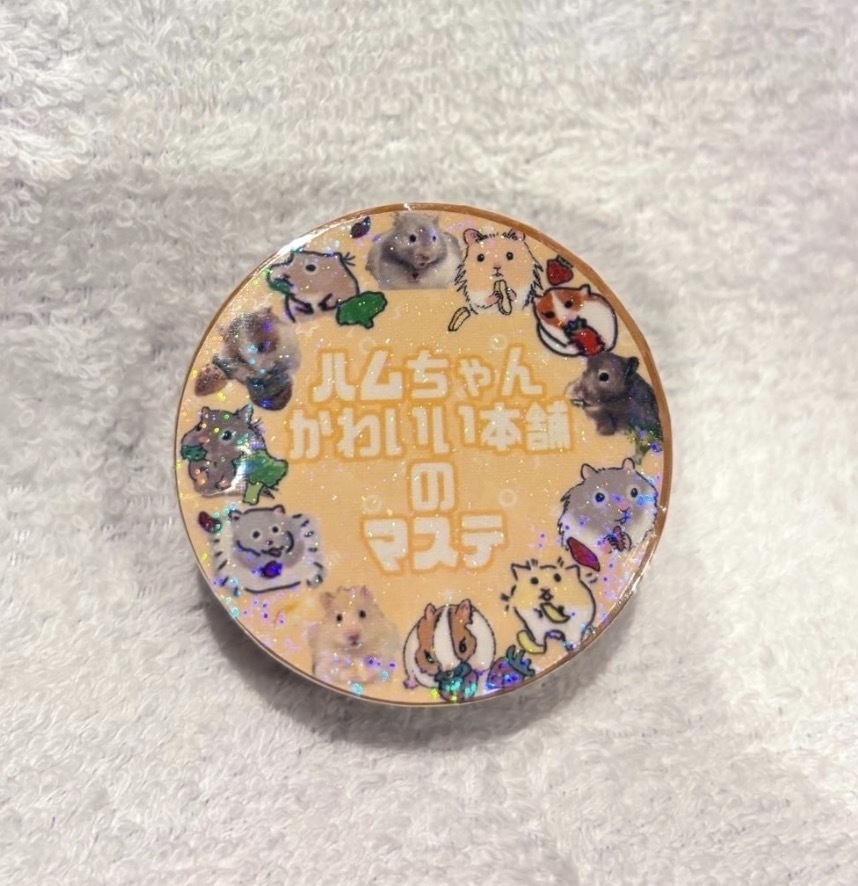 ハムちゃん
かわいい本舗
の
マステ